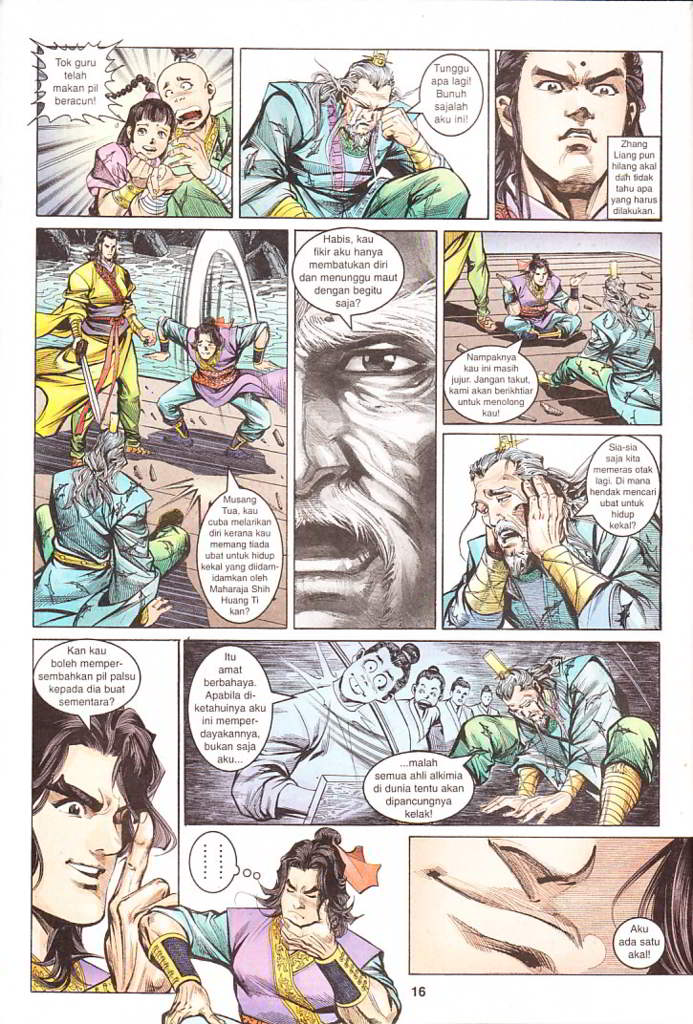 Tok guru
telah
makan pil
beracun!
Tunggu
apa lagi!
Bunuh
sajalah
aku ini!
Zhang
Liang pun
hilang akal
dan tidak
tahu apa
yang harus
dilakukan.
Musang
Tua, kau
cuba melarikan
diri kerana kau
memang tiada
ubat untuk hidup
kekal yang diidam-
idamkan oleh
Maharaja Shih
Huang Ti
kan?
Habis, kau
fikir aku hanya
membatukan diri
dan menunggu maut
dengan begitu
saja?
Nampaknya
kau ini masih
jujur. Jangan takut,
kami akan berikhtiar
untuk menolong
kau!
Sia-sia
saja kita
memeras otak
lagi. Di mana
hendak mencari
ubat untuk
hidup
kekal?
Kan kau
boleh memper-
sembahkan pil palsu
kepada dia buat
sementara?
Itu
amat
berbahaya.
Apabila di-
ketahuinya aku
ini memper-
dayakannya,
bukan saja
aku...
...malah
semua ahli alkimia
di dunia tentu akan
dipancungnya
kelak!
Aku
ada satu
akal!
16